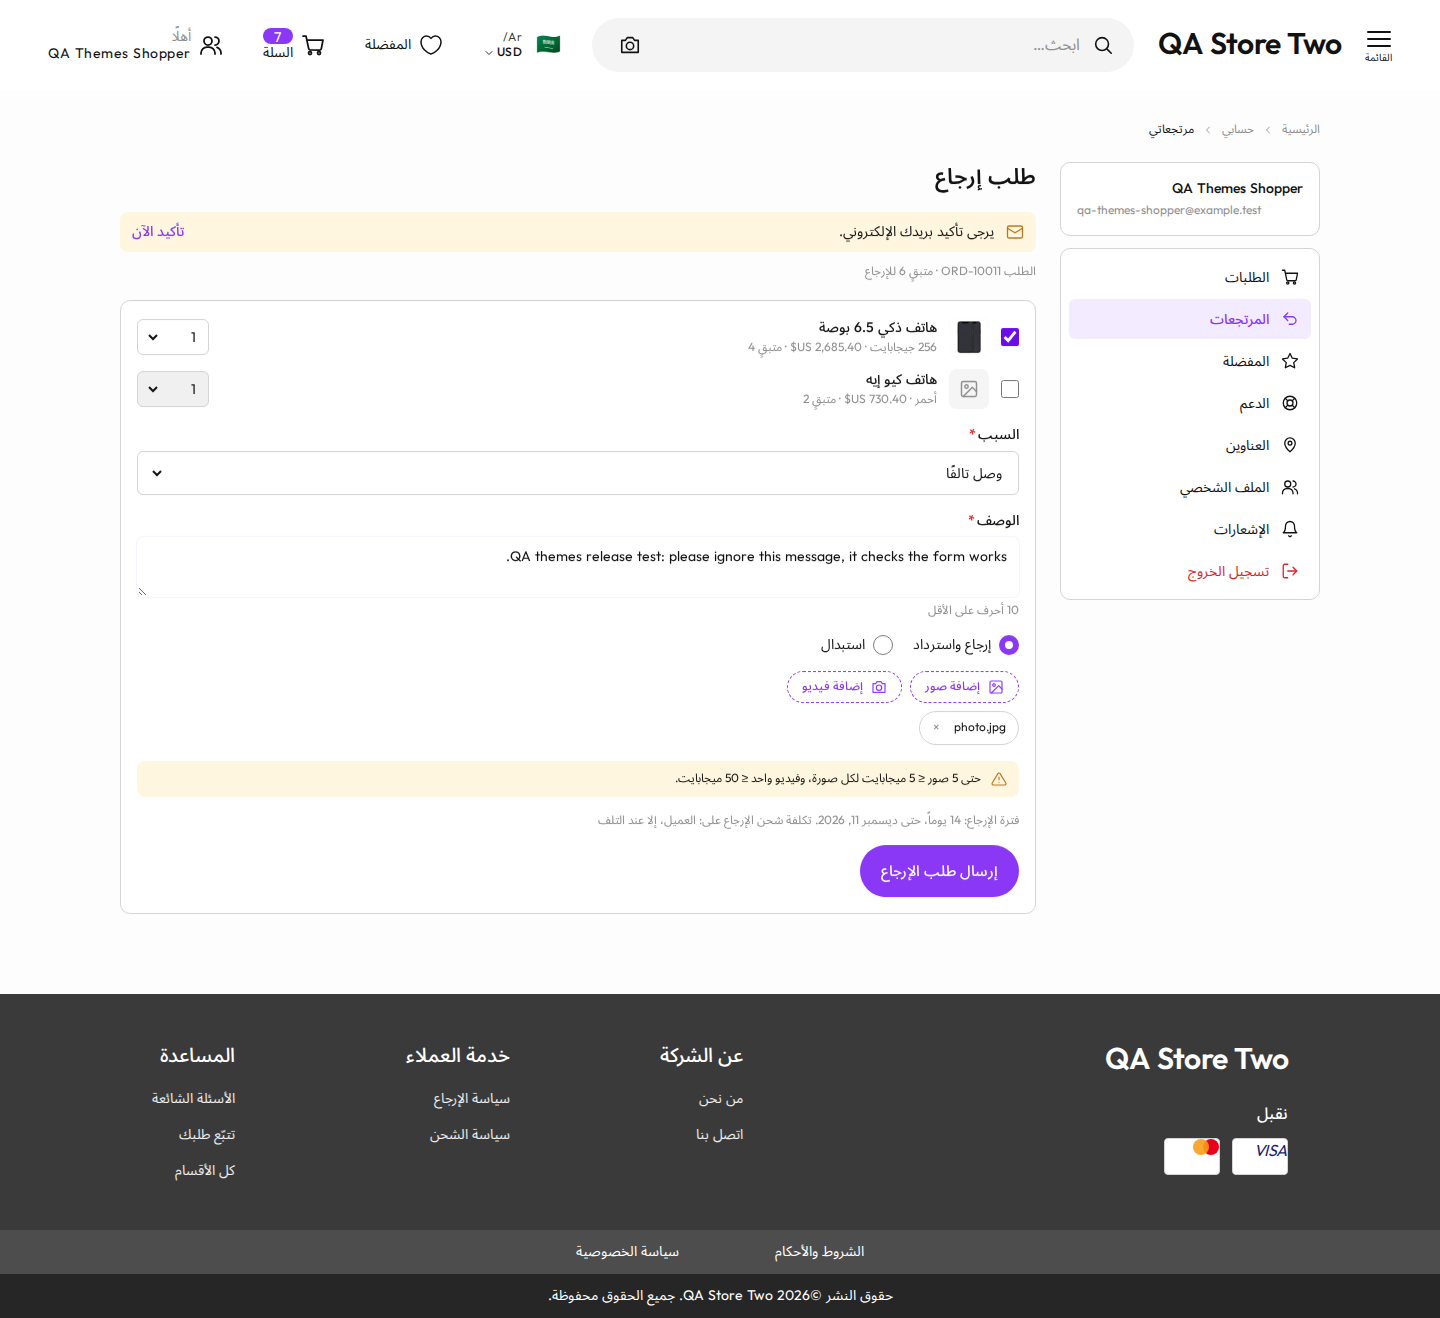 القائمة
QA Store Two
ابحث...
Ar/
USD
المفضلة
7
السلة
أهلًا
QA Themes Shopper
الرئيسية
حسابي
مرتجعاتي
QA Themes Shopper
qa-themes-shopper@example.test
الطلبات
المرتجعات
المفضلة
الدعم
العناوين
الملف الشخصي
الإشعارات
تسجيل الخروج
طلب إرجاع
يرجى تأكيد بريدك الإلكتروني.
تأكيد الآن
الطلب ORD-10011 · متبقٍ 6 للإرجاع
هاتف ذكي 6.5 بوصة
256 جيجابايت · 2,685.40 US$ · متبقٍ 4
1
هاتف كيو إيه
أحمر · 730.40 US$ · متبقٍ 2
1
السبب *
وصل تالفًا
الوصف *
QA themes release test: please ignore this message, it checks the form works.
10 أحرف على الأقل
إرجاع واسترداد
استبدال
إضافة صور
إضافة فيديو
photo.jpg ×
حتى 5 صور ≤ 5 ميجابايت لكل صورة، وفيديو واحد ≤ 50 ميجابايت.
فترة الإرجاع: 14 يوماً، حتى ديسمبر 11, 2026. تكلفة شحن الإرجاع على: العميل، إلا عند التلف
إرسال طلب الإرجاع
QA Store Two
نقبل
VISA
عن الشركة
من نحن
اتصل بنا
خدمة العملاء
سياسة الإرجاع
سياسة الشحن
المساعدة
الأسئلة الشائعة
تتبّع طلبك
كل الأقسام
الشروط والأحكام
سياسة الخصوصية
حقوق النشر ©2026 QA Store Two. جميع الحقوق محفوظة.